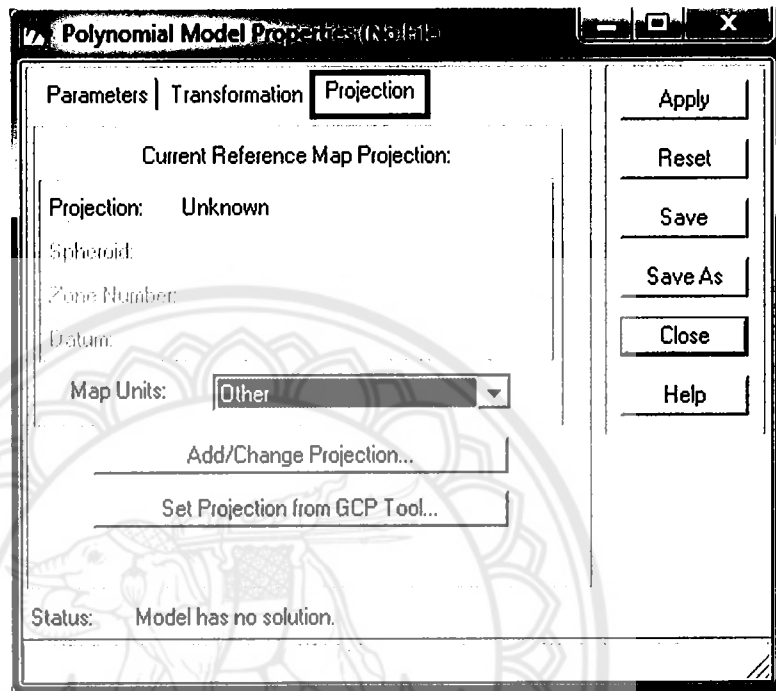 Polynomial Model Properties (No File)
Parameters Transformation Projection
Current Reference Map Projection:
Projection: Unknown
Spheroid:
Zone Number:
Datum:
Map Units: Other
Add/Change Projection...
Set Projection from GCP Tool...
Status: Model has no solution.
Apply
Reset
Save
Save As
Close
Help